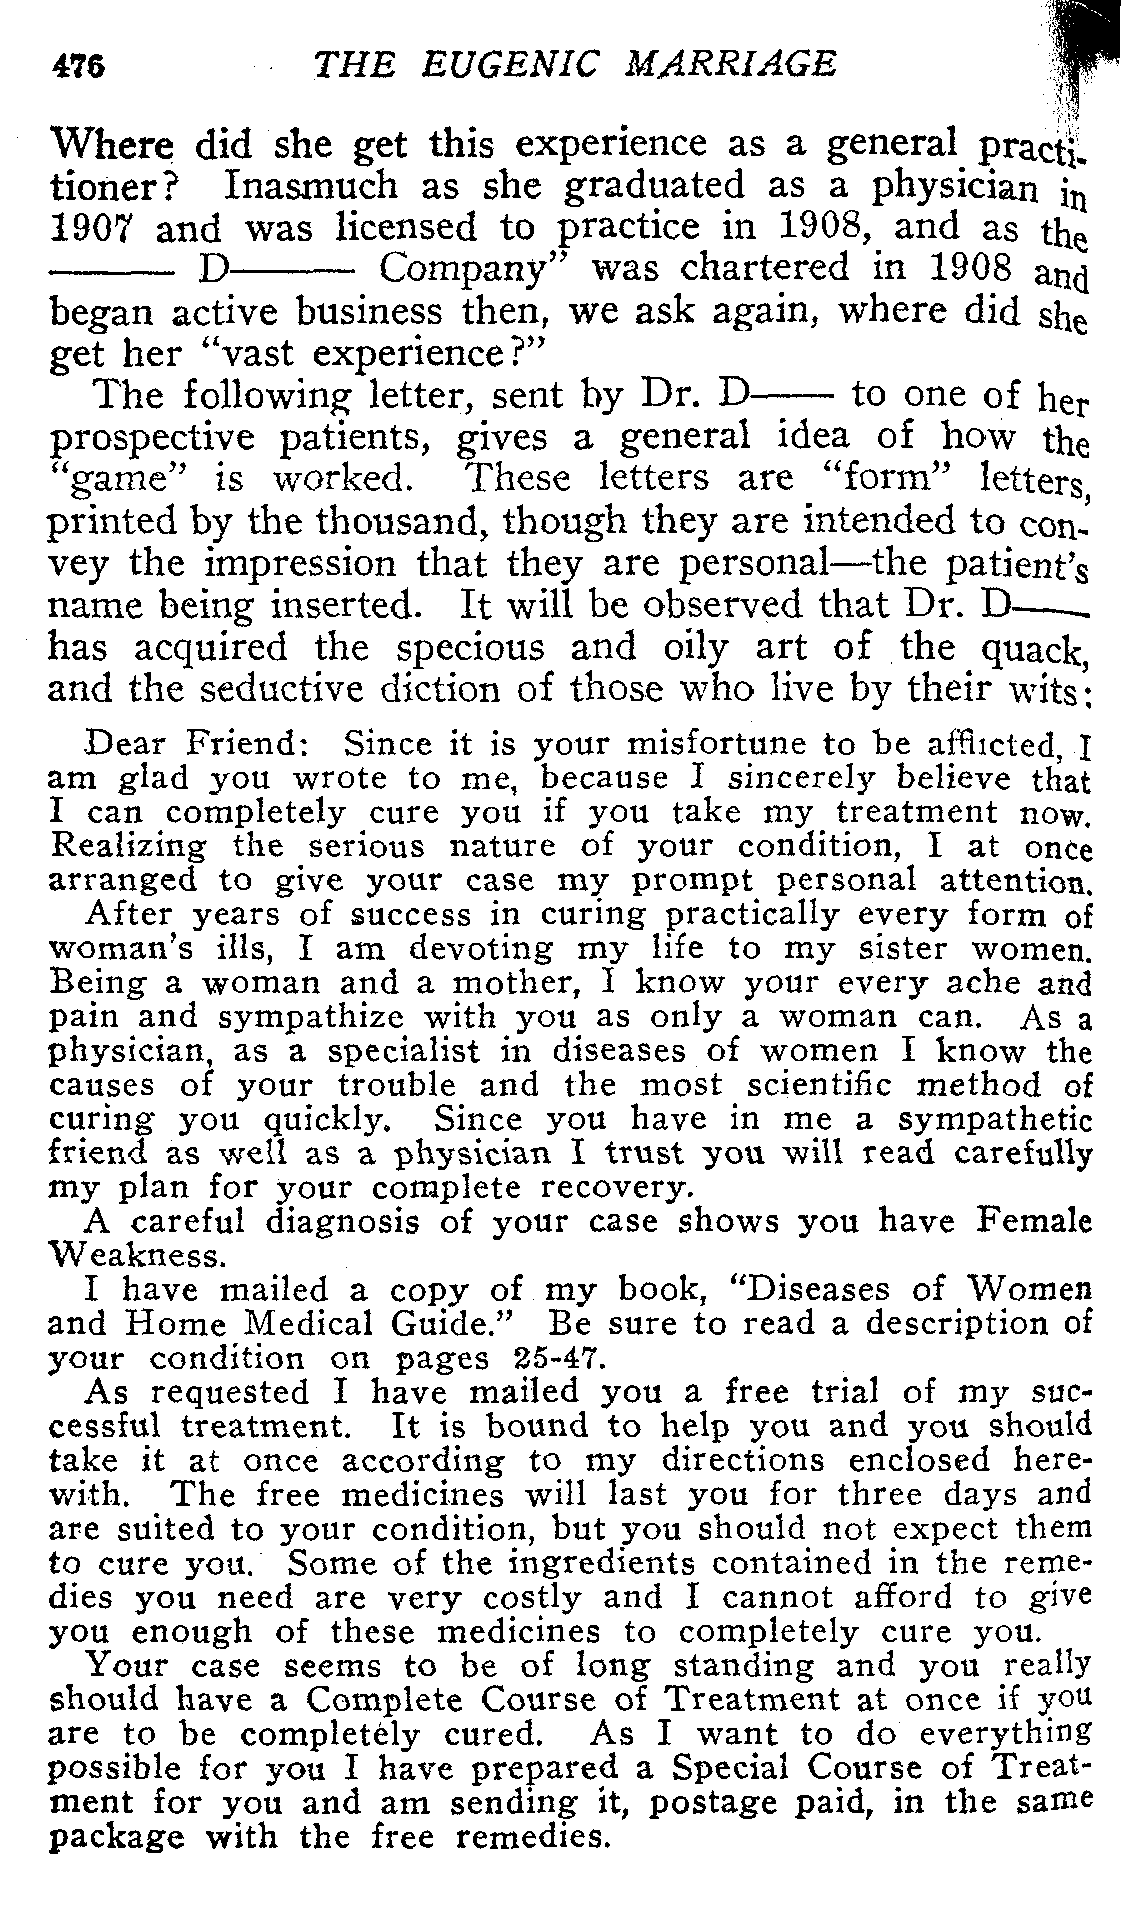 476 THE EUGENIC MARRIAGE
Where did she get this experience as a general practi-
tioner? Inasmuch as she graduated as a physician in
1907 and was licensed to practice in 1908, and as the
——— D——— Company” was chartered in 1908 and
began active business then, we ask again, where did she
get her “vast experience?”
The following letter, sent by Dr. D—— to one of her
prospective patients, gives a general idea of how the
“game” is worked. These letters are “form” letters,
printed by the thousand, though they are intended to con-
vey the impression that they are personal—the patient’s
name being inserted. It will be observed that Dr. D——
has acquired the specious and oily art of the quack,
and the seductive diction of those who live by their wits:
Dear Friend: Since it is your misfortune to be afflicted, I
am glad you wrote to me, because I sincerely believe that
I can completely cure you if you take my treatment now.
Realizing the serious nature of your condition, I at once
arranged to give your case my prompt personal attention.
After years of success in curing practically every form of
woman’s ills, I am devoting my life to my sister women.
Being a woman and a mother, I know your every ache and
pain and sympathize with you as only a woman can. As a
physician, as a specialist in diseases of women I know the
causes of your trouble and the most scientific method of
curing you quickly. Since you have in me a sympathetic
friend as well as a physician I trust you will read carefully
my plan for your complete recovery.
A careful diagnosis of your case shows you have Female
Weakness.
I have mailed a copy of my book, “Diseases of Women
and Home Medical Guide.” Be sure to read a description of
your condition on pages 25-47.
As requested I have mailed you a free trial of my suc-
cessful treatment. It is bound to help you and you should
take it at once according to my directions enclosed here-
with. The free medicines will last you for three days and
are suited to your condition, but you should not expect them
to cure you. Some of the ingredients contained in the reme-
dies you need are very costly and I cannot afford to give
you enough of these medicines to completely cure you.
Your case seems to be of long standing and you really
should have a Complete Course of Treatment at once if you
are to be completely cured. As I want to do everything
possible for you I have prepared a Special Course of Treat-
ment for you and am sending it, postage paid, in the same
package with the free remedies.